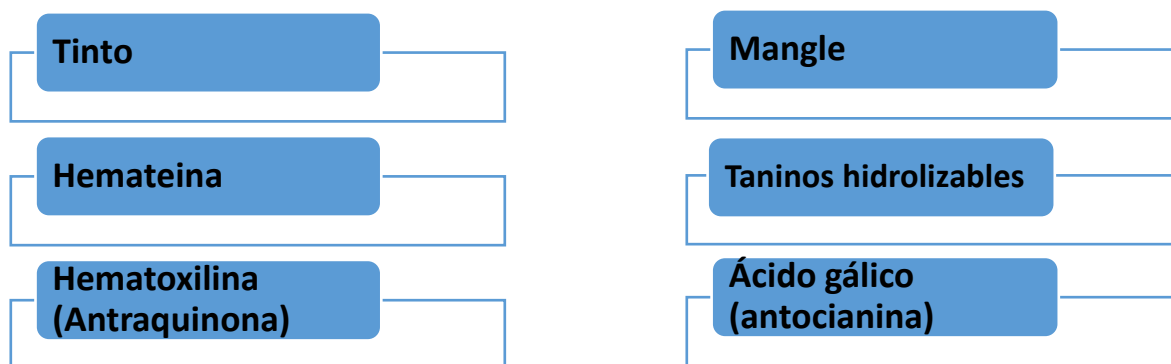 Tinto
Hemateina
Hematoxilina
(Antraquinona)
Mangle
Taninos hidrolizables
Ácido gálico
(antocianina)